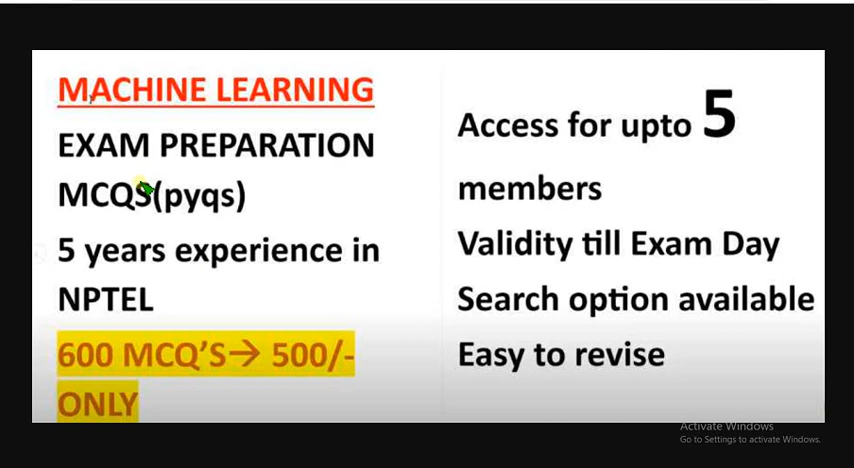 MACHINE LEARNING
EXAM PREPARATION
MCQS(pyqs)
5 years experience in
NPTEL
600 MCQ'S→ 500/-
ONLY
Access for upto 5
members
Validity till Exam Day
Search option available
Easy to revise
Activate Windows
Go to Settings to activate Windows.